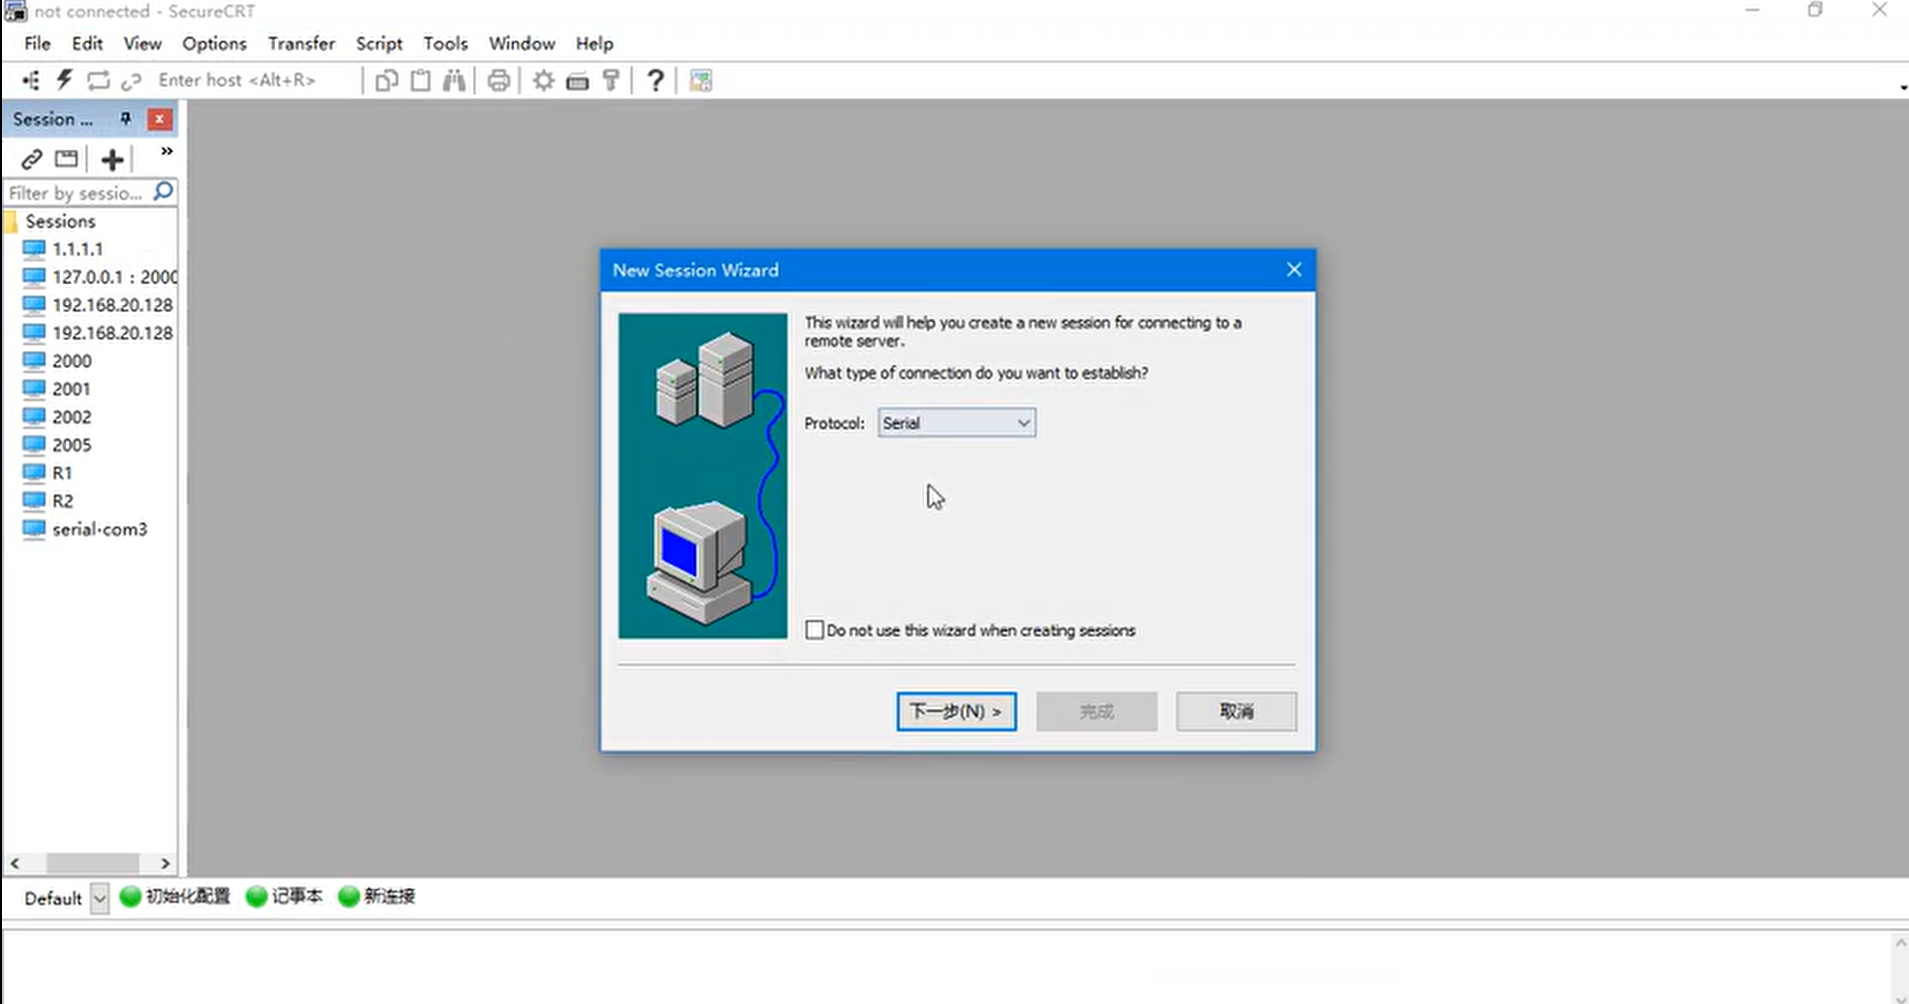 not connected - SecureCRT
File Edit View Options Transfer Script Tools Window Help
Enter host <Alt+R>
Session ...
Filter by sessio...
Sessions
1.1.1.1
127.0.0.1 : 2000
192.168.20.128
192.168.20.128
2000
2001
2002
2005
R1
R2
serial-com3
New Session Wizard
This wizard will help you create a new session for connecting to a
remote server.
What type of connection do you want to establish?
Protocol: Serial
Do not use this wizard when creating sessions
下一步(N) > 完成 取消
Default 初始化配置 记事本 新连接